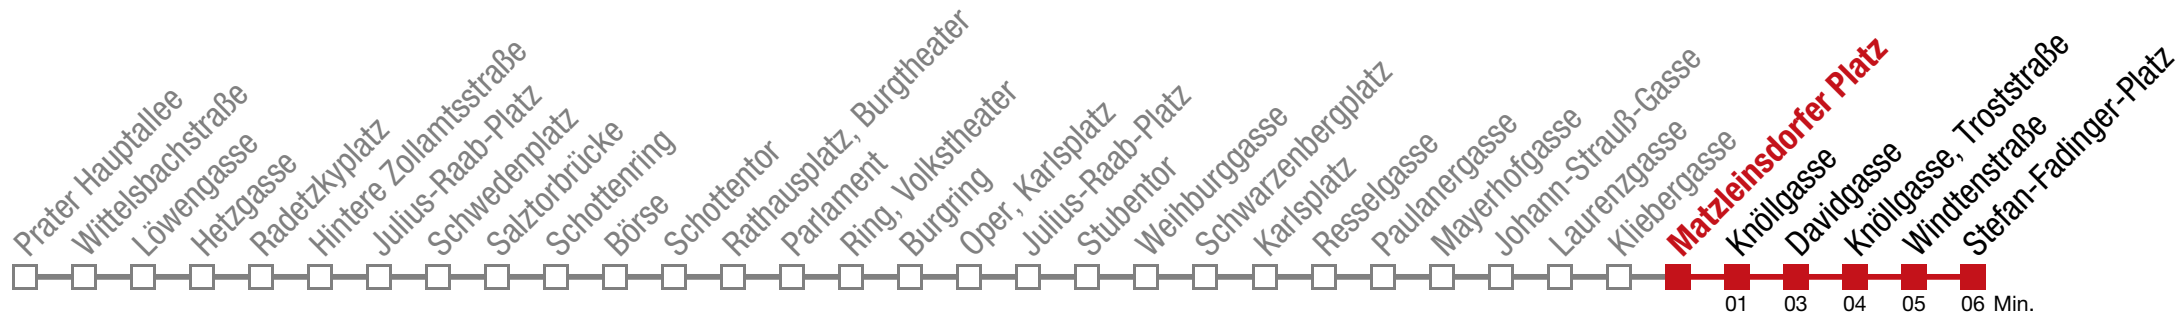 Prater Hauptallee
Wittelsbachstraße
Löwengasse
Hetzgasse
Radetzkyplatz
Hintere Zollamtsstraße
Julius-Raab-Platz
Schwedenplatz
Salztorbrücke
Schottenring
Börse
Schottentor
Rathausplatz, Burgtheater
Parlament
Ring, Volkstheater
Burgring
Oper, Karlsplatz
Julius-Raab-Platz
Stubentor
Weihburggasse
Schwarzenbergplatz
Karlsplatz
Resselgasse
Paulanergasse
Mayerhofgasse
Johann-Strauß-Gasse
Laurenzgasse
Kliebergasse
Matzleinsdorfer Platz
Knöllgasse
Davidgasse
Knöllgasse, Troststraße
Windtenstraße
Stefan-Fadinger-Platz
01 03 04 05 06 Min.